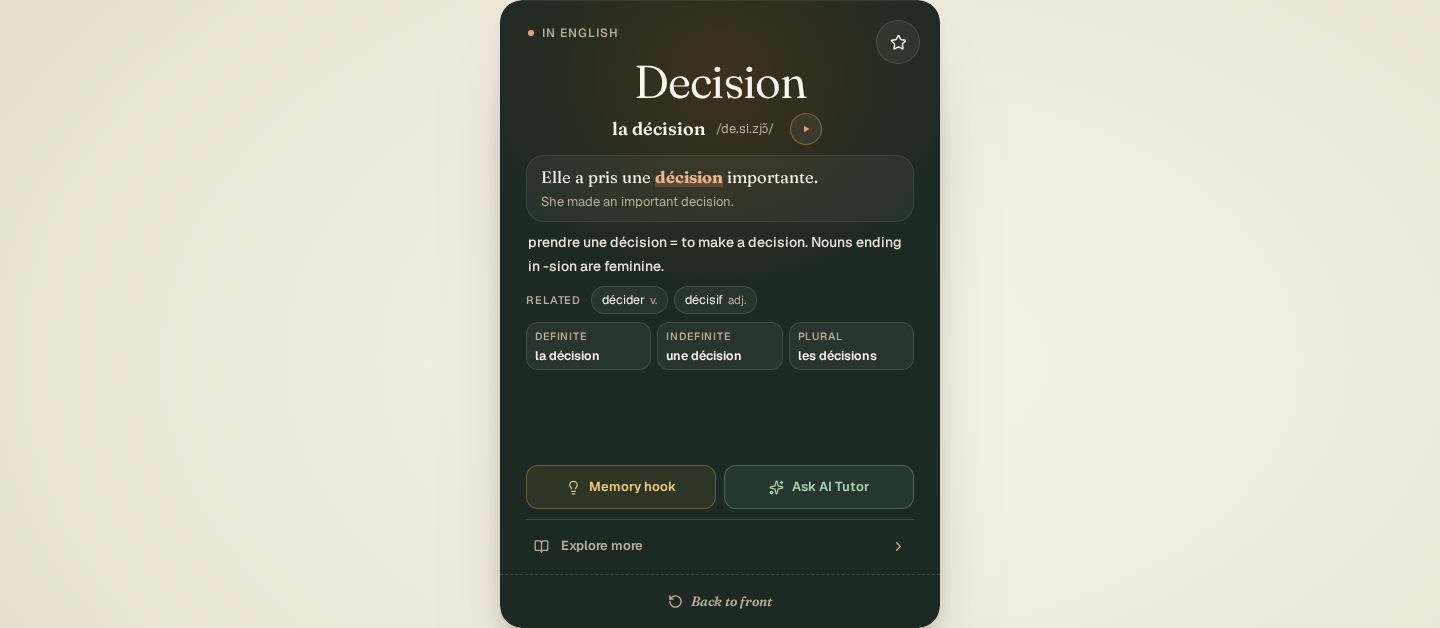 IN ENGLISH
Decision
la décision /de.si.zjɔ̃/
Elle a pris une décision importante.
She made an important decision.
prendre une décision = to make a decision. Nouns ending
in -sion are feminine.
RELATED décider v. décisif adj.
DEFINITE INDEFINITE PLURAL
la décision une décision les décisions
Memory hook Ask AI Tutor
Explore more
Back to front